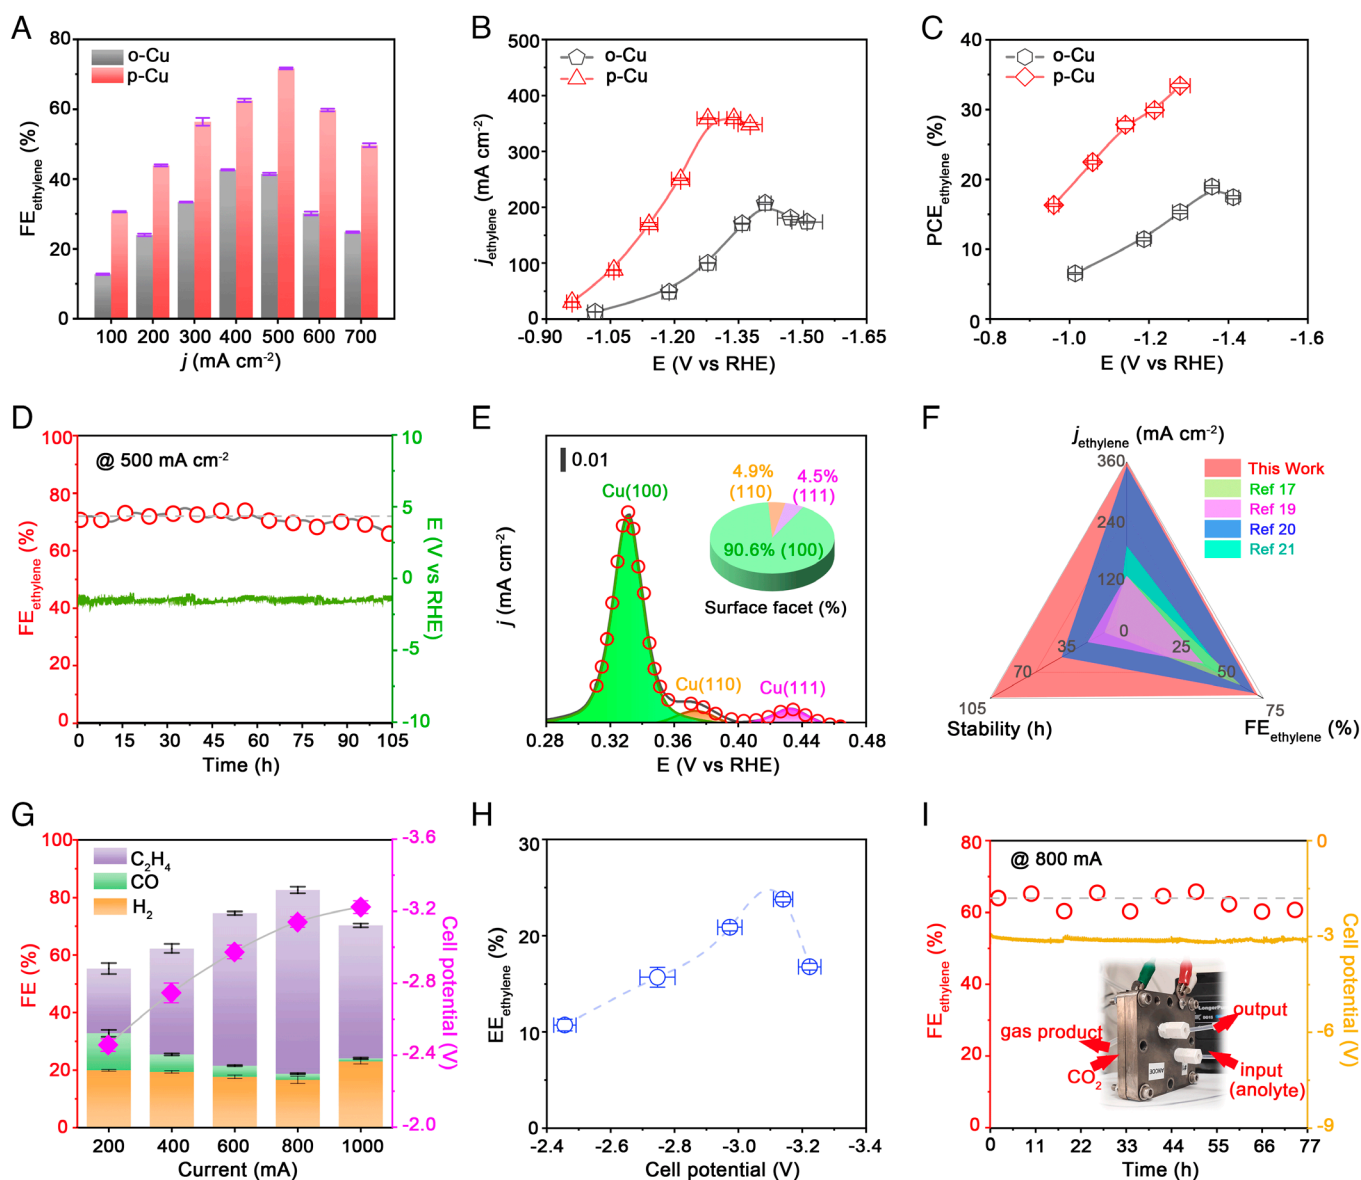 A
FE_ethylene (%)
80
60
40
20
0
o-Cu
p-Cu
100 200 300 400 500 600 700
j (mA cm⁻²)
B
j_ethylene (mA cm⁻²)
500
400
300
200
100
0
o-Cu
p-Cu
-0.90 -1.05 -1.20 -1.35 -1.50 -1.65
E (V vs RHE)
C
PCE_ethylene (%)
40
30
20
10
0
o-Cu
p-Cu
-0.8 -1.0 -1.2 -1.4 -1.6
E (V vs RHE)
D
FE_ethylene (%)
100
80
60
40
20
0
@ 500 mA cm⁻²
10
5
0
-5
-10
E (V vs RHE)
0 15 30 45 60 75 90 105
Time (h)
E
j (mA cm⁻²)
0.01
Cu(100)
4.9%
(110)
4.5%
(111)
90.6% (100)
Surface facet (%)
Cu(110)
Cu(111)
0.28 0.32 0.36 0.40 0.44 0.48
E (V vs RHE)
F
j_ethylene (mA cm⁻²)
360
240
120
0
35
70
105
25
50
75
Stability (h)
FE_ethylene (%)
This Work
Ref 17
Ref 19
Ref 20
Ref 21
G
FE (%)
100
80
60
40
20
0
C₂H₄
CO
H₂
-3.6
-3.2
-2.8
-2.4
-2.0
Cell potential (V)
200 400 600 800 1000
Current (mA)
H
EE_ethylene (%)
30
20
10
0
-2.4 -2.6 -2.8 -3.0 -3.2 -3.4
Cell potential (V)
I
FE_ethylene (%)
80
60
40
20
0
@ 800 mA
0
-3
-6
-9
Cell potential (V)
gas product
CO₂
output
input
(anolyte)
ANODE
0 11 22 33 44 55 66 77
Time (h)